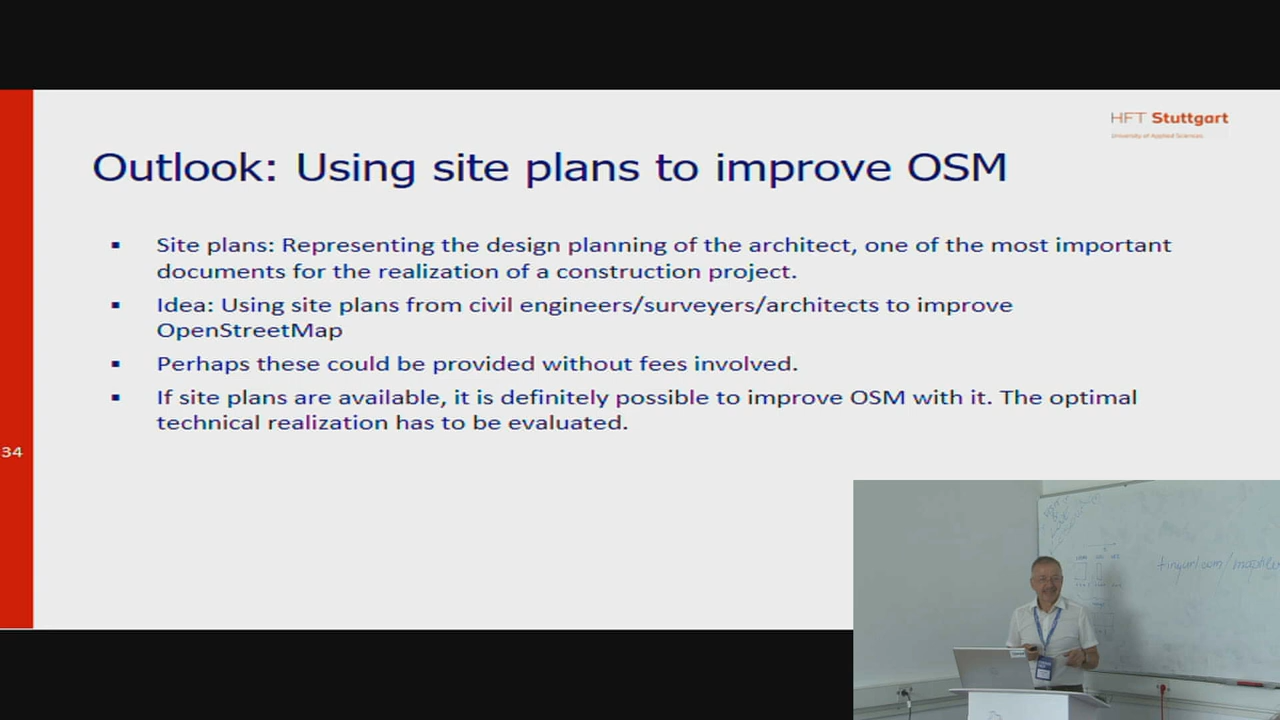 HFT Stuttgart
University of Applied Sciences
Outlook: Using site plans to improve OSM
▪ Site plans: Representing the design planning of the architect, one of the most important
documents for the realization of a construction project.
▪ Idea: Using site plans from civil engineers/surveyers/architects to improve
OpenStreetMap
▪ Perhaps these could be provided without fees involved.
▪ If site plans are available, it is definitely possible to improve OSM with it. The optimal
technical realization has to be evaluated.
34